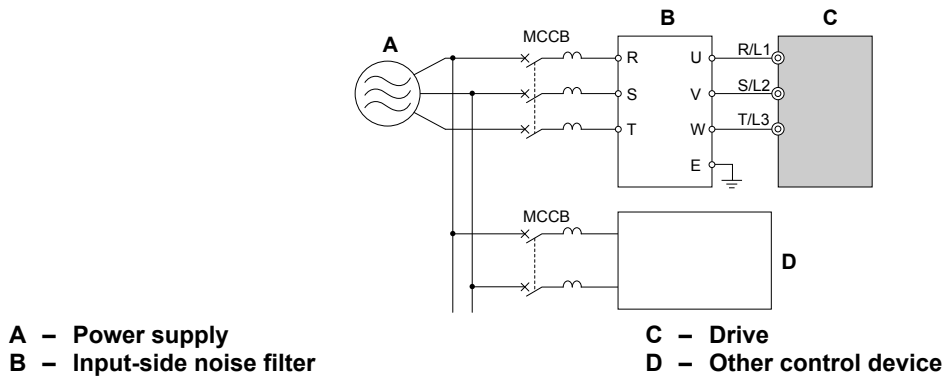 B C
MCCB
A
R U R/L1
S V S/L2
T W T/L3
E
MCCB
D
A – Power supply
B – Input-side noise filter
C – Drive
D – Other control device